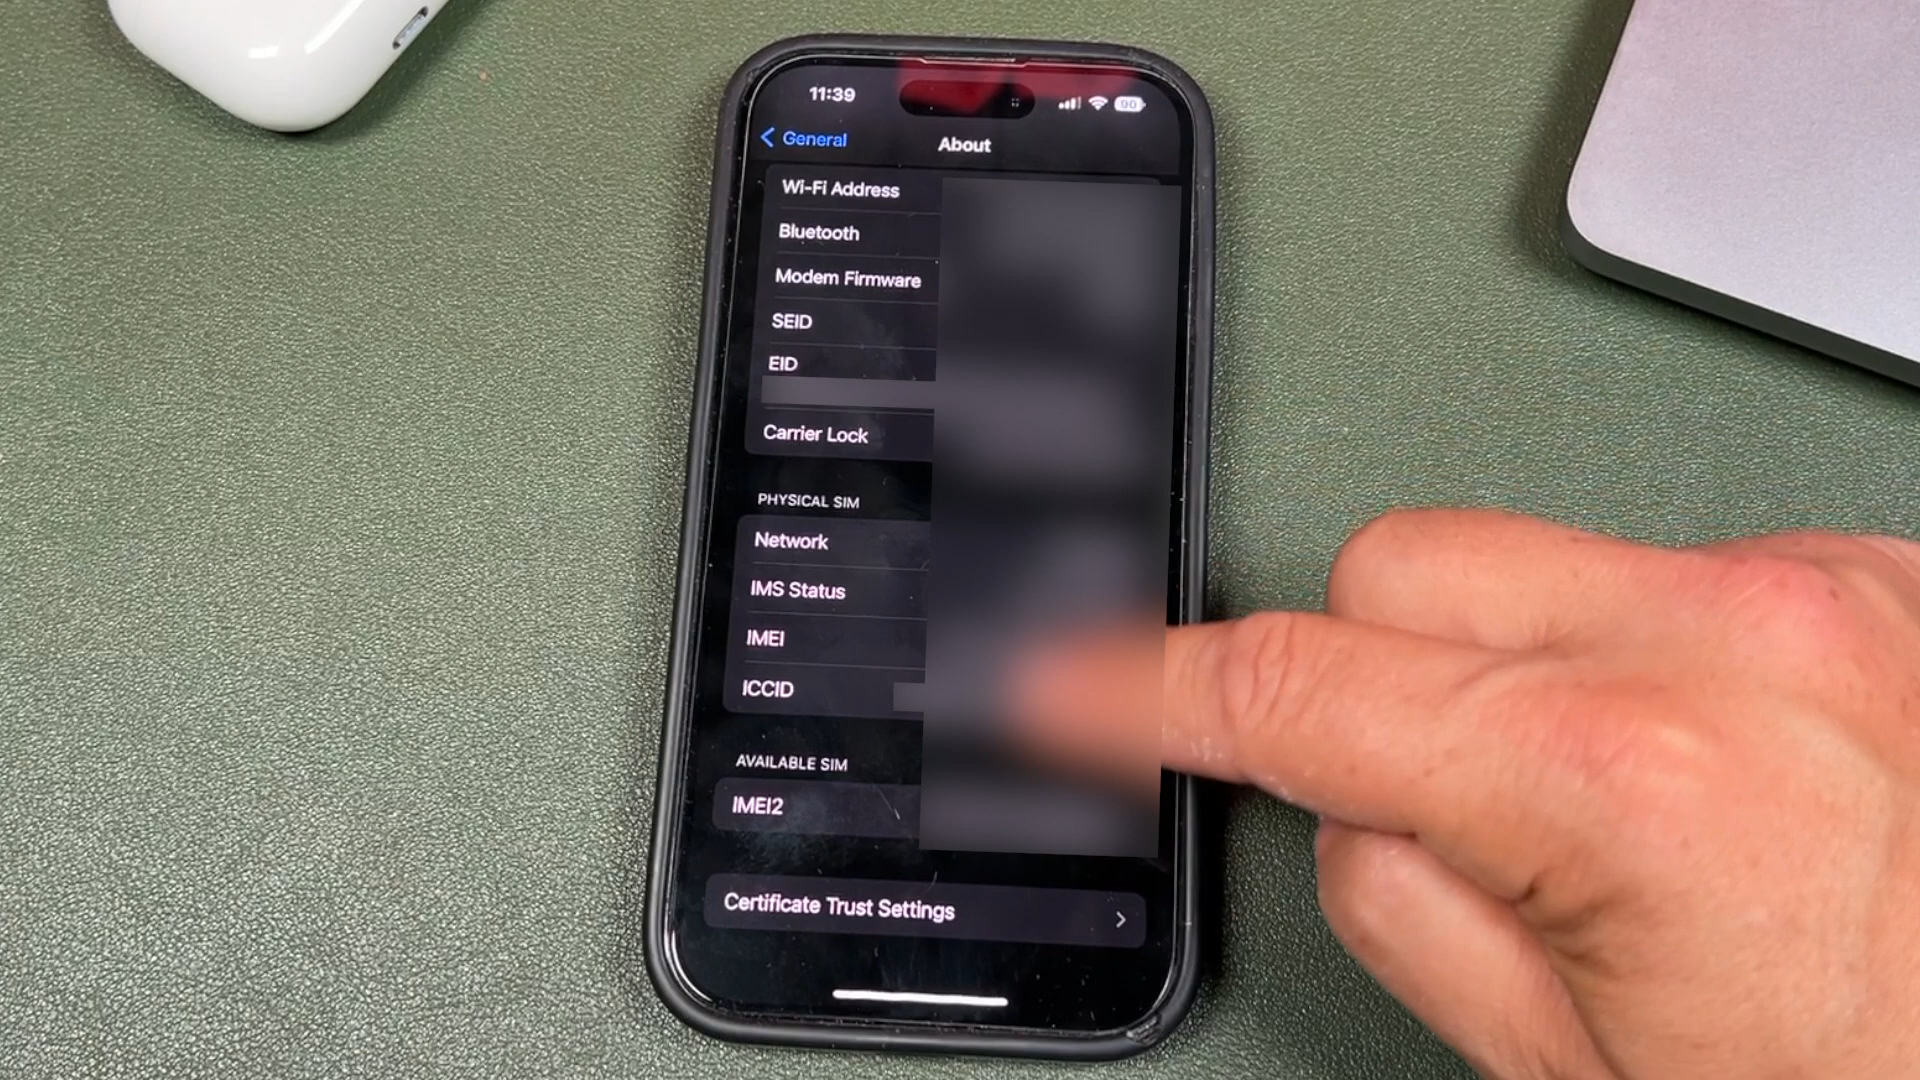 11:39
90
General
About
Wi-Fi Address
Bluetooth
Modem Firmware
SEID
EID
Carrier Lock
PHYSICAL SIM
Network
IMS Status
IMEI
ICCID
AVAILABLE SIM
IMEI2
Certificate Trust Settings